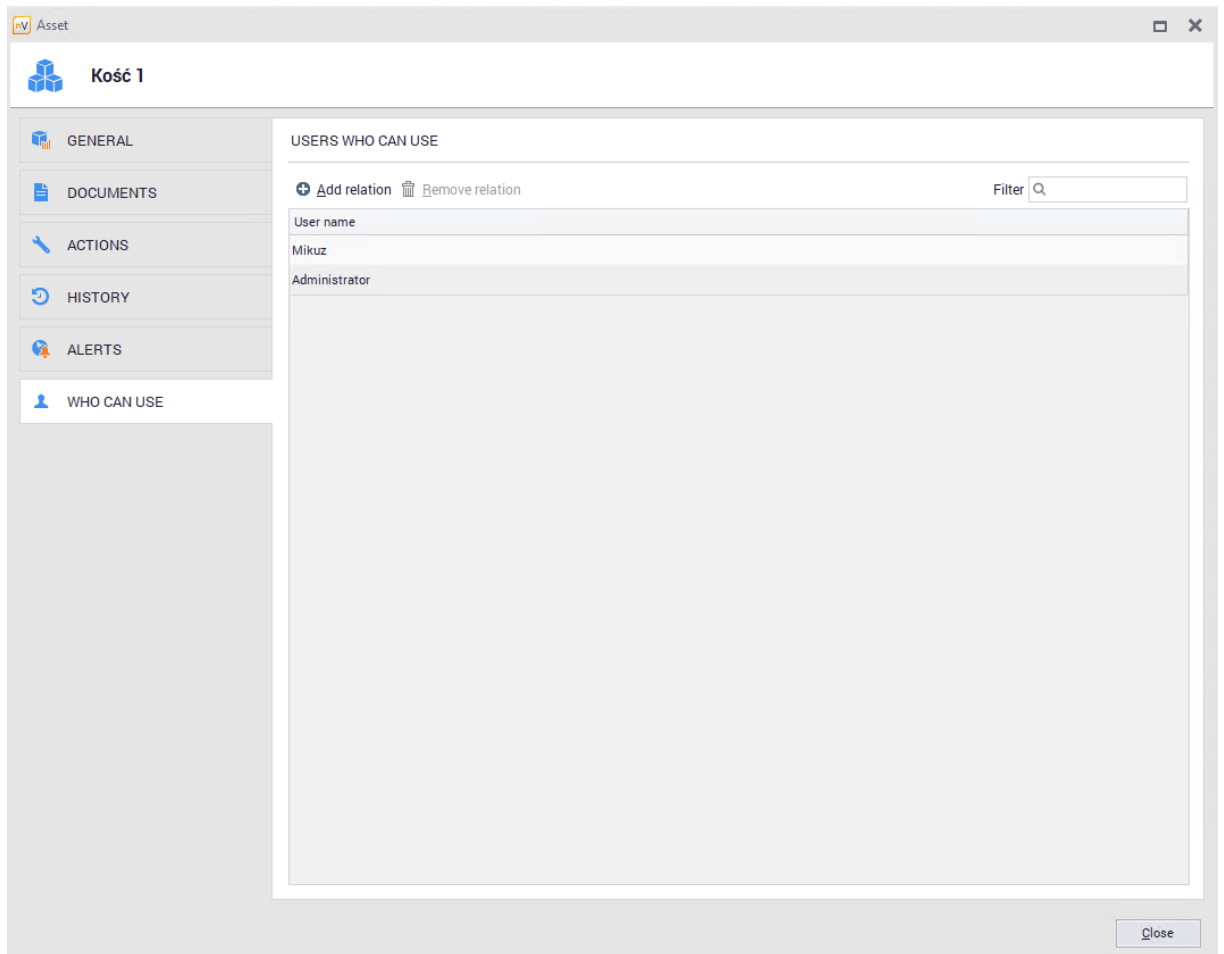 nV Asset
Kość 1
GENERAL
DOCUMENTS
ACTIONS
HISTORY
ALERTS
WHO CAN USE
USERS WHO CAN USE
Add relation Remove relation Filter
User name
Mikuz
Administrator
Close